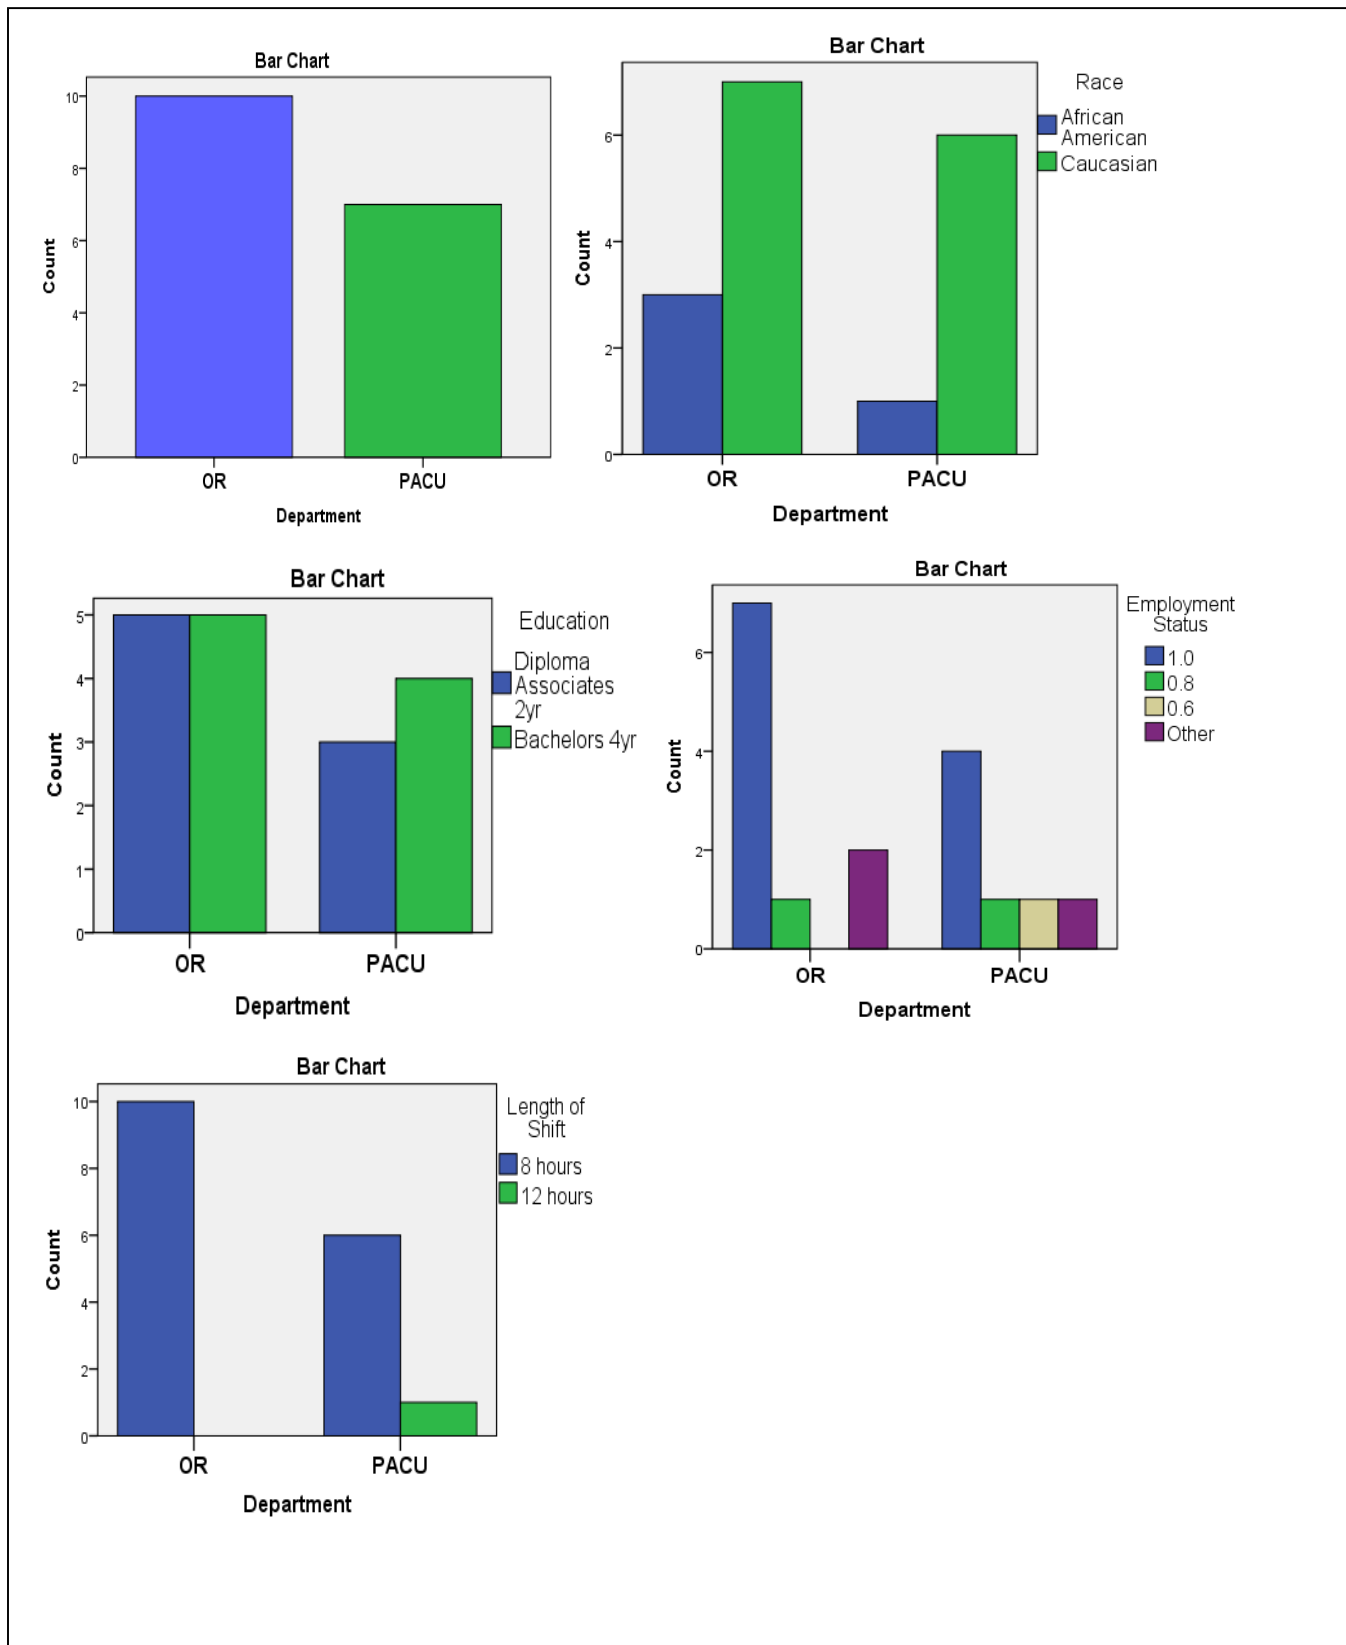 Bar Chart
10
8
6
4
2
0
Count
OR
PACU
Department
Bar Chart
6
4
2
0
Count
OR
PACU
Department
Race
African
American
Caucasian
Bar Chart
5
4
3
2
1
0
Count
OR
PACU
Department
Education
Diploma
Associates
2yr
Bachelors 4yr
Bar Chart
6
4
2
0
Count
OR
PACU
Department
Employment
Status
1.0
0.8
0.6
Other
Bar Chart
10
8
6
4
2
0
Count
OR
PACU
Department
Length of
Shift
8 hours
12 hours